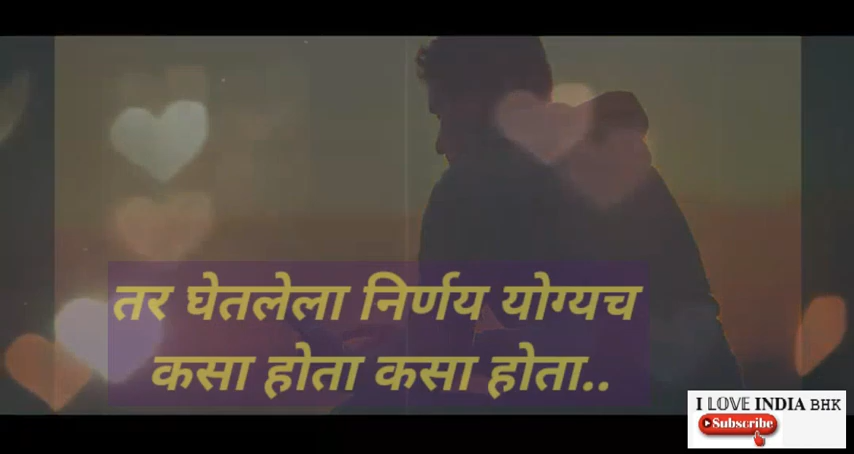 तर घेतलेला निर्णय योग्यच
कसा होता कसा होता..
I LOVE INDIA BHK
Subscribe